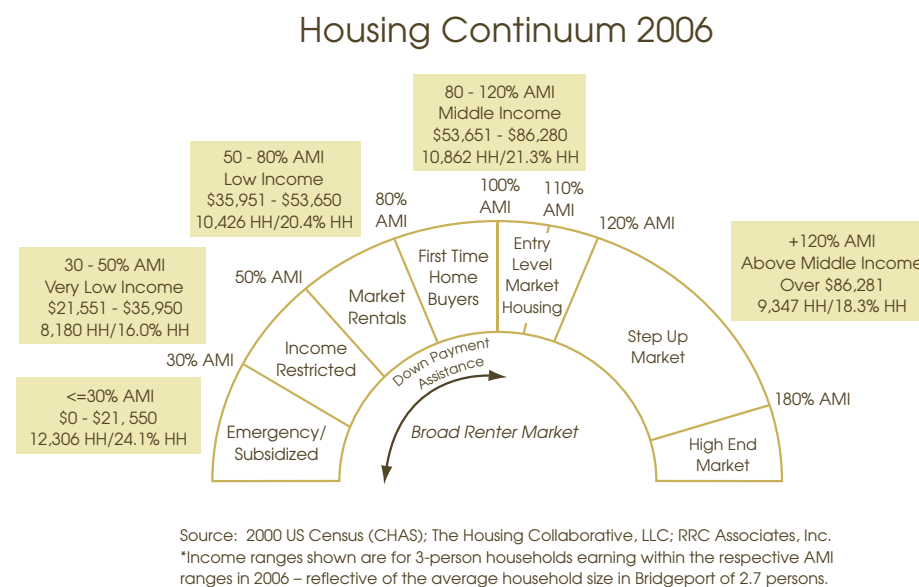 Housing Continuum 2006
80 - 120% AMI
Middle Income
$53,651 - $86,280
10,862 HH/21.3% HH
50 - 80% AMI
Low Income
$35,951 - $53,650
10,426 HH/20.4% HH
30 - 50% AMI
Very Low Income
$21,551 - $35,950
8,180 HH/16.0% HH
<=30% AMI
$0 - $21, 550
12,306 HH/24.1% HH
+120% AMI
Above Middle Income
Over $86,281
9,347 HH/18.3% HH
30% AMI
50% AMI
80%
AMI
100%
AMI
110%
AMI
120% AMI
180% AMI
Emergency/
Subsidized
Income
Restricted
Market
Rentals
First Time
Home
Buyers
Entry
Level
Market
Housing
Step Up
Market
High End
Market
Down Payment
Assistance
Broad Renter Market
Source: 2000 US Census (CHAS); The Housing Collaborative, LLC; RRC Associates, Inc.
*Income ranges shown are for 3-person households earning within the respective AMI
ranges in 2006 – reflective of the average household size in Bridgeport of 2.7 persons.